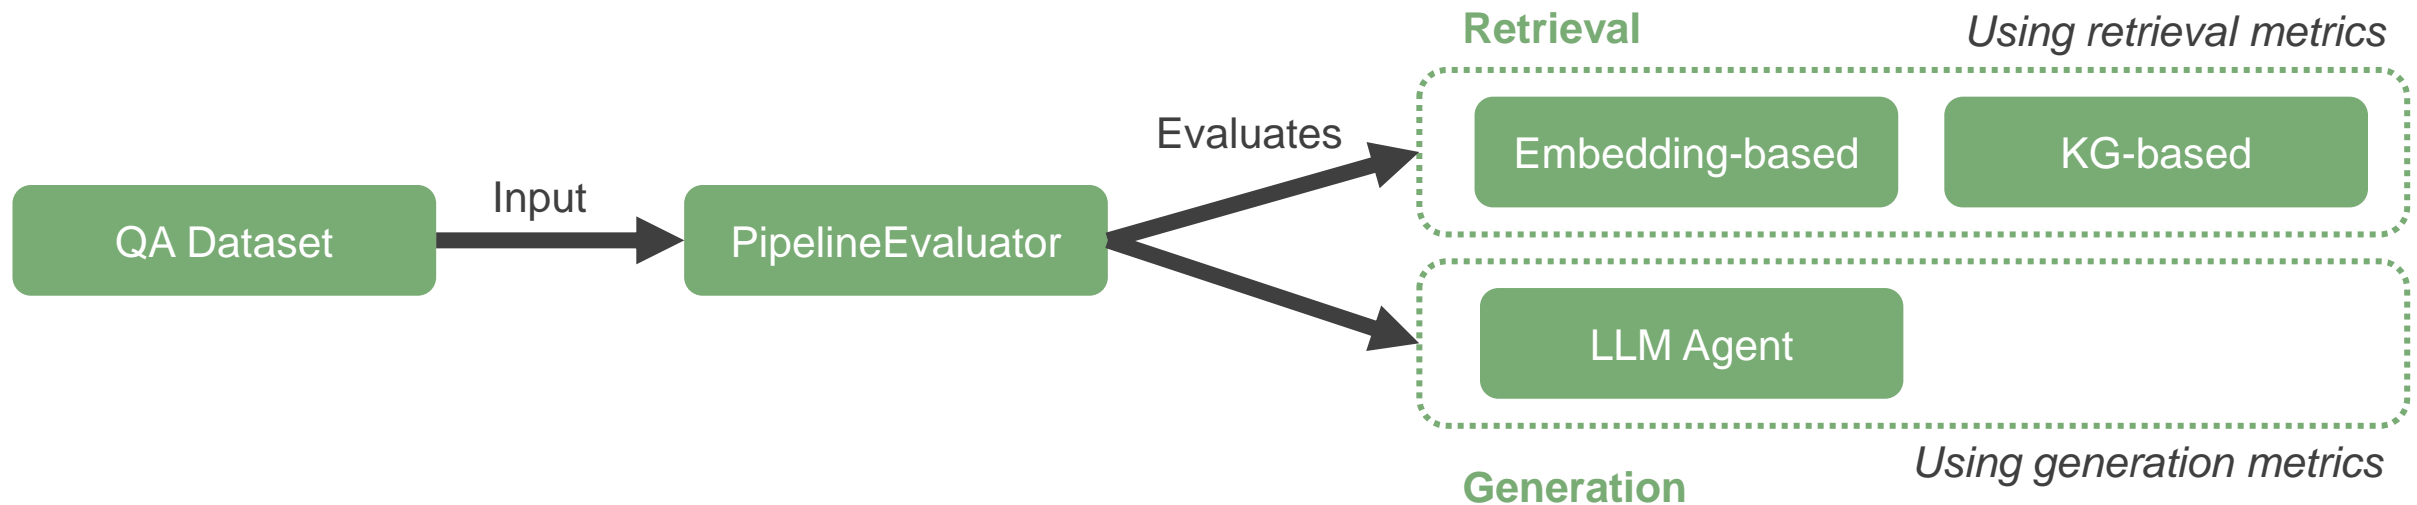 QA Dataset
Input
PipelineEvaluator
Evaluates
Retrieval
Using retrieval metrics
Embedding-based
KG-based
LLM Agent
Using generation metrics
Generation